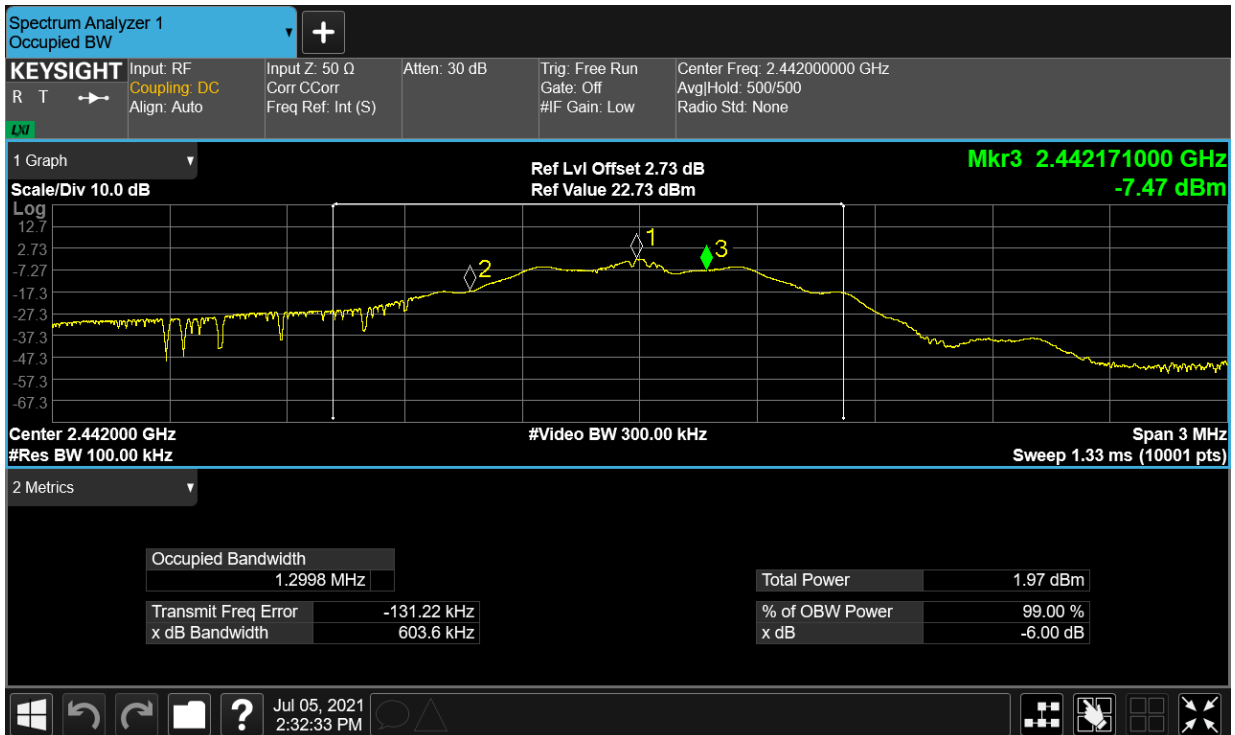 Spectrum Analyzer 1
Occupied BW
▼
+
KEYSIGHT
R T
LXI
Input: RF
Coupling: DC
Align: Auto
Input Z: 50 Ω
Corr CCorr
Freq Ref: Int (S)
Atten: 30 dB
Trig: Free Run
Gate: Off
#IF Gain: Low
Center Freq: 2.442000000 GHz
Avg|Hold: 500/500
Radio Std: None
1 Graph ▼
Scale/Div 10.0 dB
Ref Lvl Offset 2.73 dB
Ref Value 22.73 dBm
Mkr3 2.442171000 GHz
-7.47 dBm
Log
12.7
2.73
-7.27
-17.3
-27.3
-37.3
-47.3
-57.3
-67.3
1
2
3
Center 2.442000 GHz #Video BW 300.00 kHz Span 3 MHz
#Res BW 100.00 kHz Sweep 1.33 ms (10001 pts)
2 Metrics ▼
Occupied Bandwidth
1.2998 MHz
Total Power 1.97 dBm
Transmit Freq Error -131.22 kHz % of OBW Power 99.00 %
x dB Bandwidth 603.6 kHz x dB -6.00 dB
?
Jul 05, 2021
2:32:33 PM